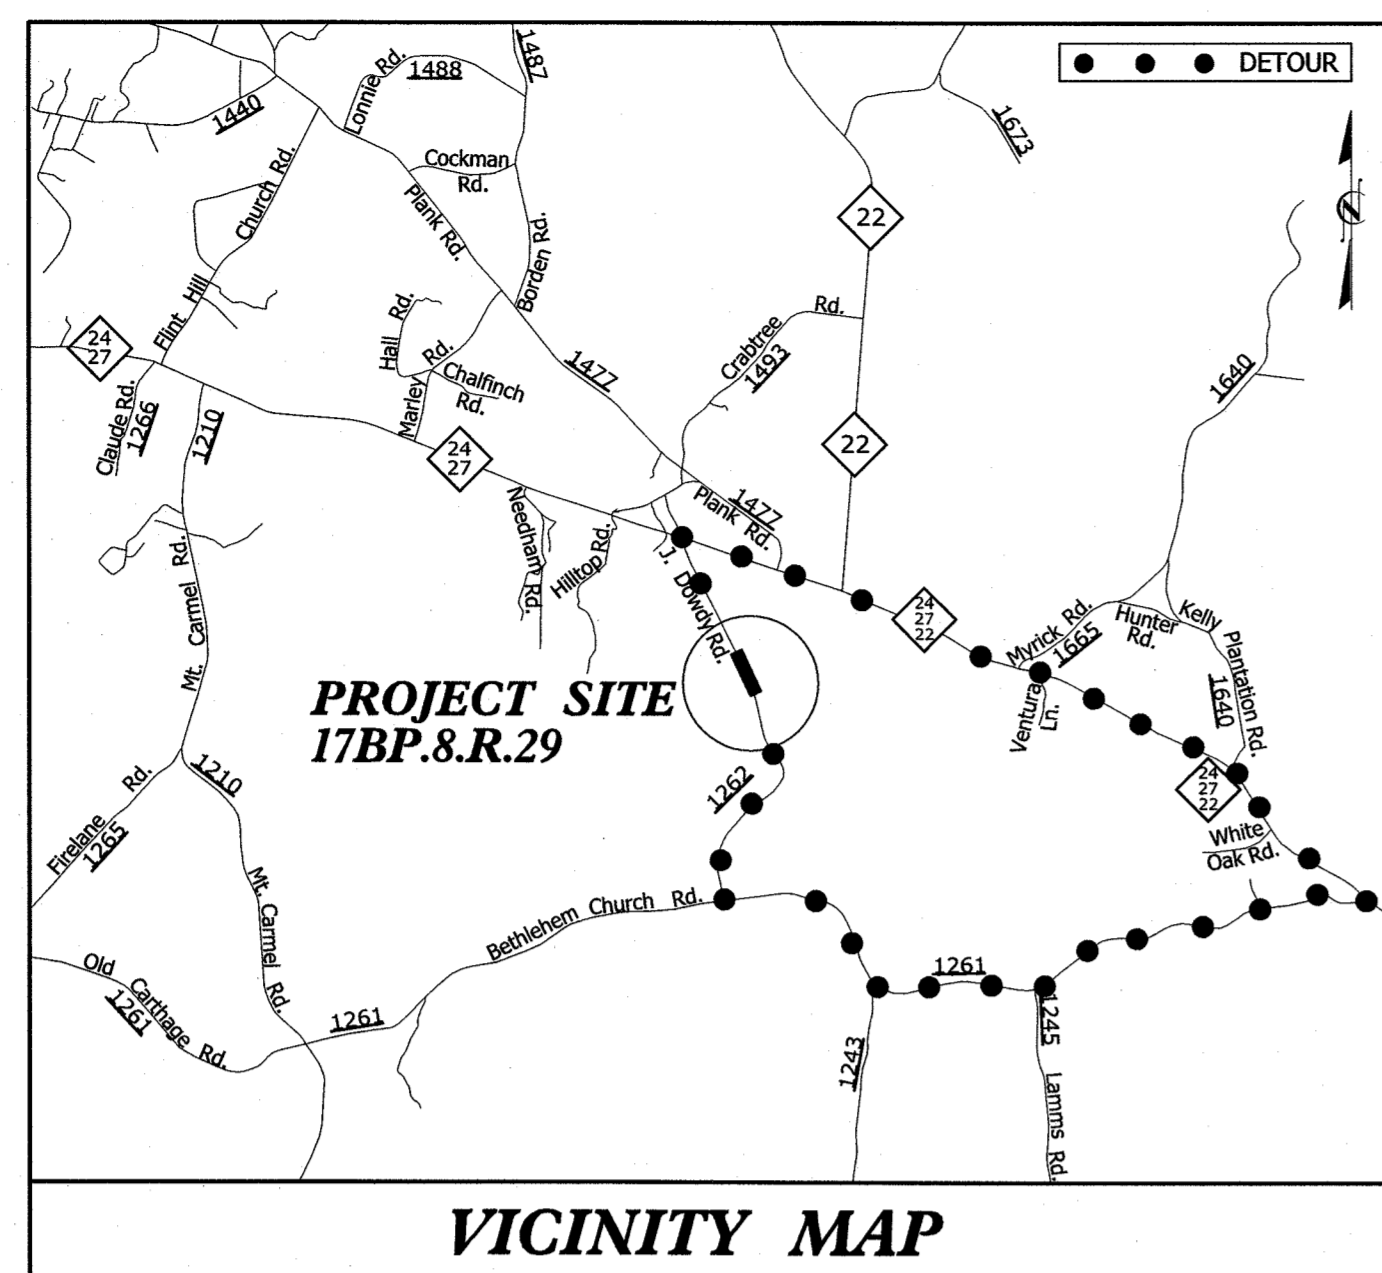 DETOUR
1487
Lonnie Rd.
1488
1440
1673
Cockman
Rd.
Church Rd.
Plank Rd.
22
Borden Rd.
Flint Hill
Hall Rd.
Crabtree Rd.
1493
24
27
Marley Rd.
Chalfinch
Rd.
1477
1640
Claude Rd.
1266
1210
22
24
27
1477
Plank Rd.
Needham Rd.
Hilltop Rd.
J. Dowdy Rd.
Mt. Carmel Rd.
24
27
22
Myrick Rd.
1665
Hunter
Rd.
Kelly
Plantation Rd.
1640
Ventura
Ln.
PROJECT SITE
17BP.8.R.29
1262
1210
24
27
22
Firelane Rd.
1265
White
Oak Rd.
Mt. Carmel Rd.
Bethlehem Church Rd.
Old Carthage Rd.
1261
1261
1261
1243
1245
Lamms Rd.
VICINITY MAP